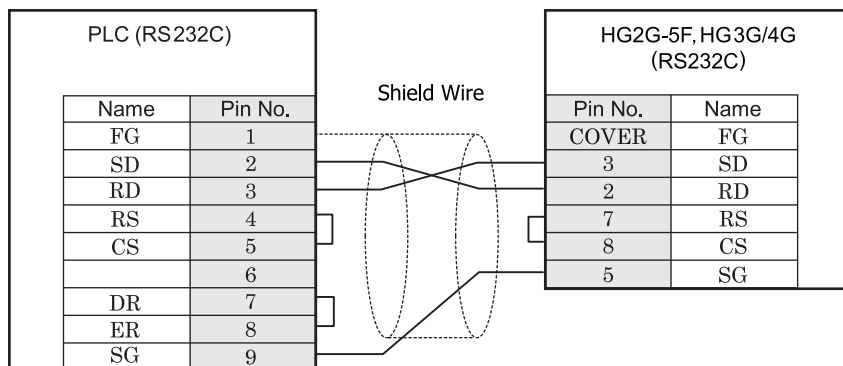 PLC (RS232C)
Name Pin No.
FG 1
SD 2
RD 3
RS 4
CS 5
6
DR 7
ER 8
SG 9
Shield Wire
HG2G-5F, HG3G/4G
(RS232C)
Pin No. Name
COVER FG
3 SD
2 RD
7 RS
8 CS
5 SG